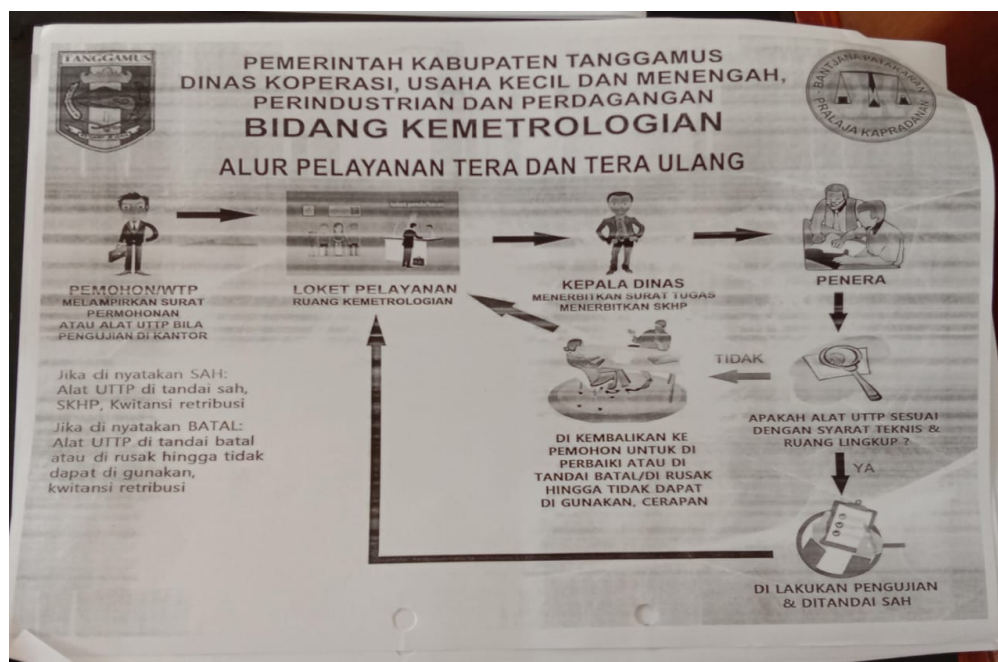 TANGGAMUS
PEMERINTAH KABUPATEN TANGGAMUS
DINAS KOPERASI, USAHA KECIL DAN MENENGAH,
PERINDUSTRIAN DAN PERDAGANGAN
BIDANG KEMETROLOGIAN
BANTJANA PATAKARAN
PRALAJA KAPRADANAN
ALUR PELAYANAN TERA DAN TERA ULANG
PEMOHON/WTP
MELAMPIRKAN SURAT
PERMOHONAN
ATAU ALAT UTTP BILA
PENGUJIAN DI KANTOR
LOKET PELAYANAN
RUANG KEMETROLOGIAN
KEPALA DINAS
MENERBITKAN SURAT TUGAS
MENERBITKAN SKHP
PENERA
APAKAH ALAT UTTP SESUAI
DENGAN SYARAT TEKNIS &
RUANG LINGKUP ?
TIDAK
DI KEMBALIKAN KE
PEMOHON UNTUK DI
PERBAIKI ATAU DI
TANDAI BATAL/DI RUSAK
HINGGA TIDAK DAPAT
DI GUNAKAN, CERAPAN
YA
DI LAKUKAN PENGUJIAN
& DITANDAI SAH
Jika di nyatakan SAH:
Alat UTTP di tandai sah,
SKHP, Kwitansi retribusi
Jika di nyatakan BATAL:
Alat UTTP di tandai batal
atau di rusak hingga tidak
dapat di gunakan,
kwitansi retribusi